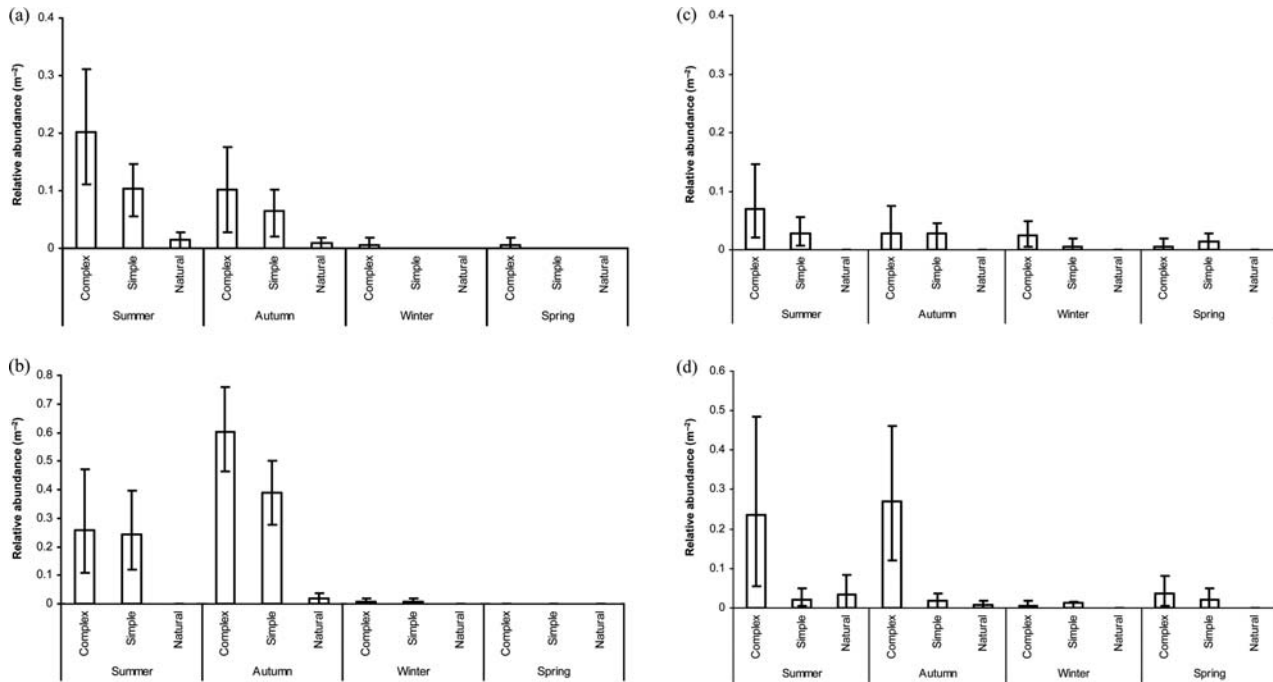 (a)
Relative abundance (m⁻²)
0.4
0.3
0.2
0.1
0
Complex Simple Natural Complex Simple Natural Complex Simple Natural Complex Simple Natural
Summer Autumn Winter Spring
(b)
Relative abundance (m⁻²)
0.8
0.7
0.6
0.5
0.4
0.3
0.2
0.1
0
Complex Simple Natural Complex Simple Natural Complex Simple Natural Complex Simple Natural
Summer Autumn Winter Spring
(c)
Relative abundance (m⁻²)
0.4
0.3
0.2
0.1
0
Complex Simple Natural Complex Simple Natural Complex Simple Natural Complex Simple Natural
Summer Autumn Winter Spring
(d)
Relative abundance (m⁻²)
0.6
0.5
0.4
0.3
0.2
0.1
0
Complex Simple Natural Complex Simple Natural Complex Simple Natural Complex Simple Natural
Summer Autumn Winter Spring